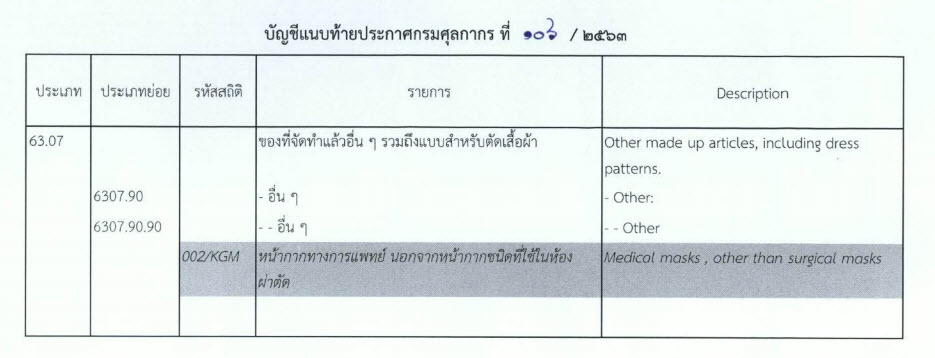 บัญชีแนบท้ายประกาศกรมศุลกากร ที่ ๑๐๖ / ๒๕๖๓
ประเภท ประเภทย่อย รหัสสถิติ รายการ Description
63.07 ของที่จัดทำแล้วอื่น ๆ รวมถึงแบบสำหรับตัดเสื้อผ้า Other made up articles, including dress
patterns.
6307.90 - อื่น ๆ - Other:
6307.90.90 - - อื่น ๆ - - Other
002/KGM หน้ากากทางการแพทย์ นอกจากหน้ากากชนิดที่ใช้ในห้อง Medical masks , other than surgical masks
ผ่าตัด